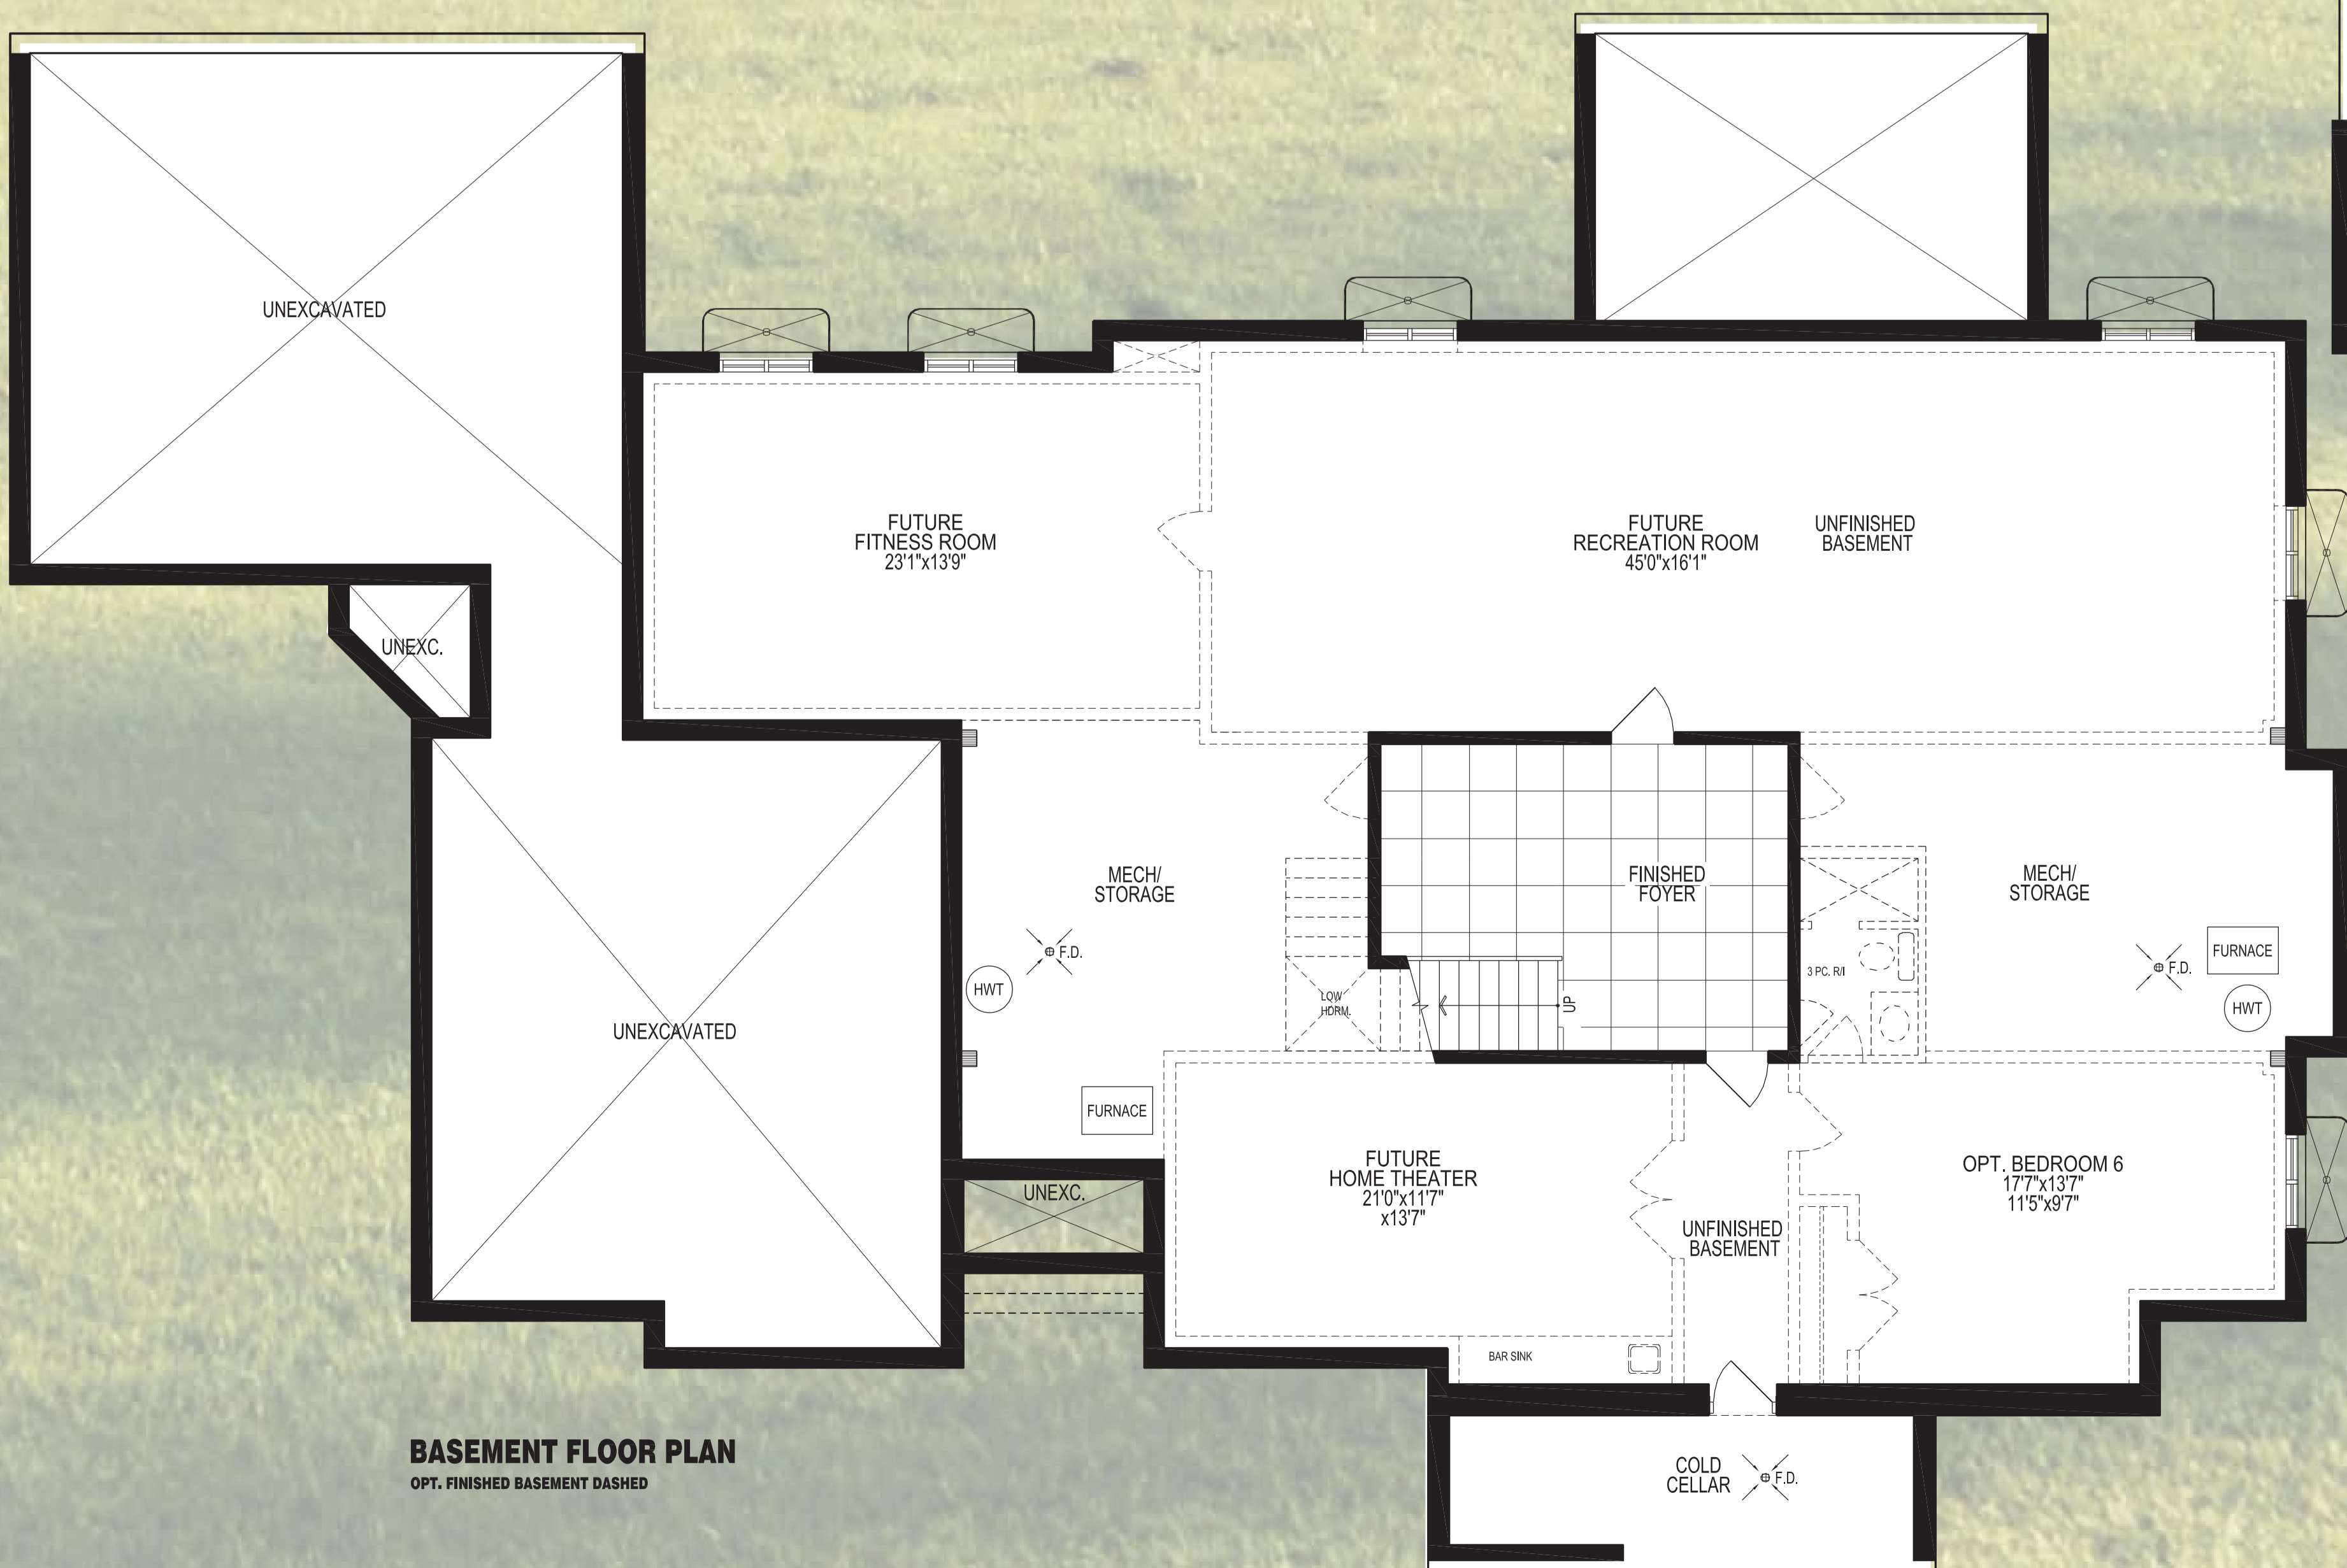 UNEXCAVATED
UNEXC.
FUTURE
FITNESS ROOM
23'1"x13'9"
FUTURE
RECREATION ROOM
45'0"x16'1"
UNFINISHED
BASEMENT
MECH/
STORAGE
F.D.
HWT
FURNACE
LOW
HDRM.
UP
FINISHED
FOYER
3 PC. R/I
MECH/
STORAGE
F.D.
FURNACE
HWT
UNEXCAVATED
UNEXC.
FUTURE
HOME THEATER
21'0"x11'7"
x13'7"
BAR SINK
UNFINISHED
BASEMENT
OPT. BEDROOM 6
17'7"x13'7"
11'5"x9'7"
COLD
CELLAR
F.D.
BASEMENT FLOOR PLAN
OPT. FINISHED BASEMENT DASHED